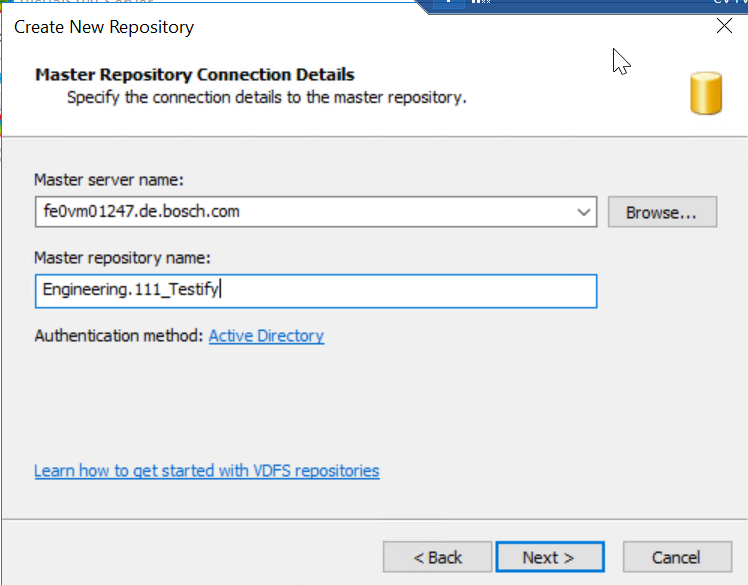 Create New Repository
Master Repository Connection Details
Specify the connection details to the master repository.
Master server name:
fe0vm01247.de.bosch.com
Browse...
Master repository name:
Engineering.111_Testify
Authentication method: Active Directory
Learn how to get started with VDFS repositories
< Back
Next >
Cancel